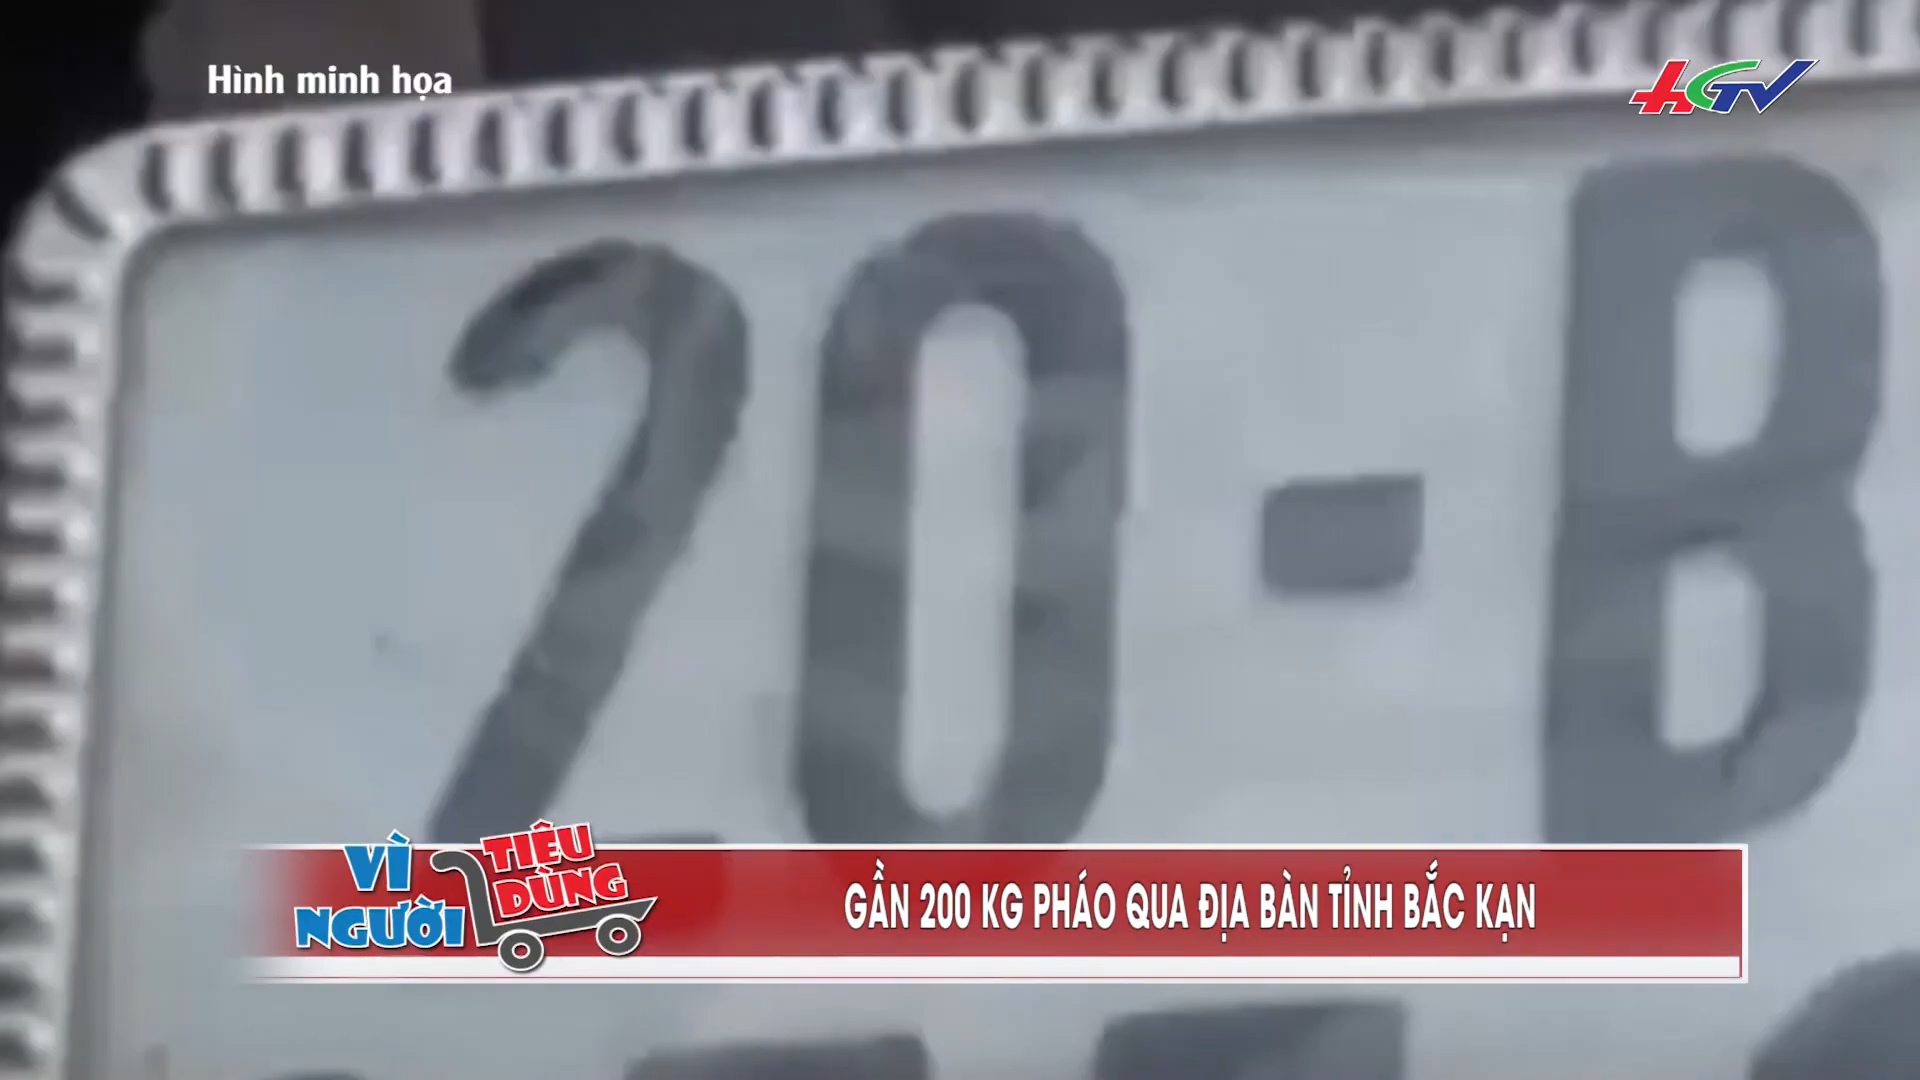 Hình minh họa
HGTV
20-B
VÌ NGƯỜI
TIÊU DÙNG
GẦN 200 KG PHÁO QUA ĐỊA BÀN TỈNH BẮC KẠN